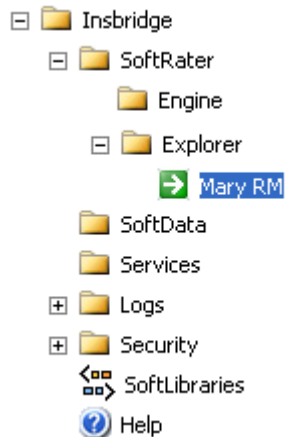 Insbridge
SoftRater
Engine
Explorer
Mary RM
SoftData
Services
Logs
Security
SoftLibraries
Help